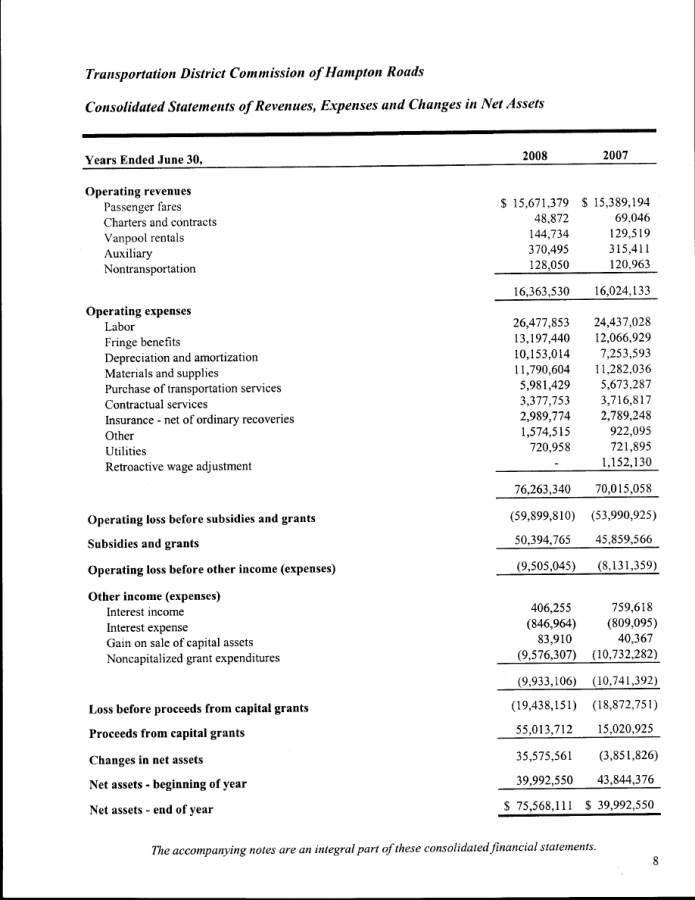 Transportation District Commission of Hampton Roads
Consolidated Statements of Revenues, Expenses and Changes in Net Assets
Years Ended June 30, 2008 2007
Operating revenues
Passenger fares $ 15,671,379 $ 15,389,194
Charters and contracts 48,872 69,046
Vanpool rentals 144,734 129,519
Auxiliary 370,495 315,411
Nontransportation 128,050 120,963
16,363,530 16,024,133
Operating expenses
Labor 26,477,853 24,437,028
Fringe benefits 13,197,440 12,066,929
Depreciation and amortization 10,153,014 7,253,593
Materials and supplies 11,790,604 11,282,036
Purchase of transportation services 5,981,429 5,673,287
Contractual services 3,377,753 3,716,817
Insurance - net of ordinary recoveries 2,989,774 2,789,248
Other 1,574,515 922,095
Utilities 720,958 721,895
Retroactive wage adjustment - 1,152,130
76,263,340 70,015,058
Operating loss before subsidies and grants (59,899,810) (53,990,925)
Subsidies and grants 50,394,765 45,859,566
Operating loss before other income (expenses) (9,505,045) (8,131,359)
Other income (expenses)
Interest income 406,255 759,618
Interest expense (846,964) (809,095)
Gain on sale of capital assets 83,910 40,367
Noncapitalized grant expenditures (9,576,307) (10,732,282)
(9,933,106) (10,741,392)
Loss before proceeds from capital grants (19,438,151) (18,872,751)
Proceeds from capital grants 55,013,712 15,020,925
Changes in net assets 35,575,561 (3,851,826)
Net assets - beginning of year 39,992,550 43,844,376
Net assets - end of year $ 75,568,111 $ 39,992,550
The accompanying notes are an integral part of these consolidated financial statements.
8